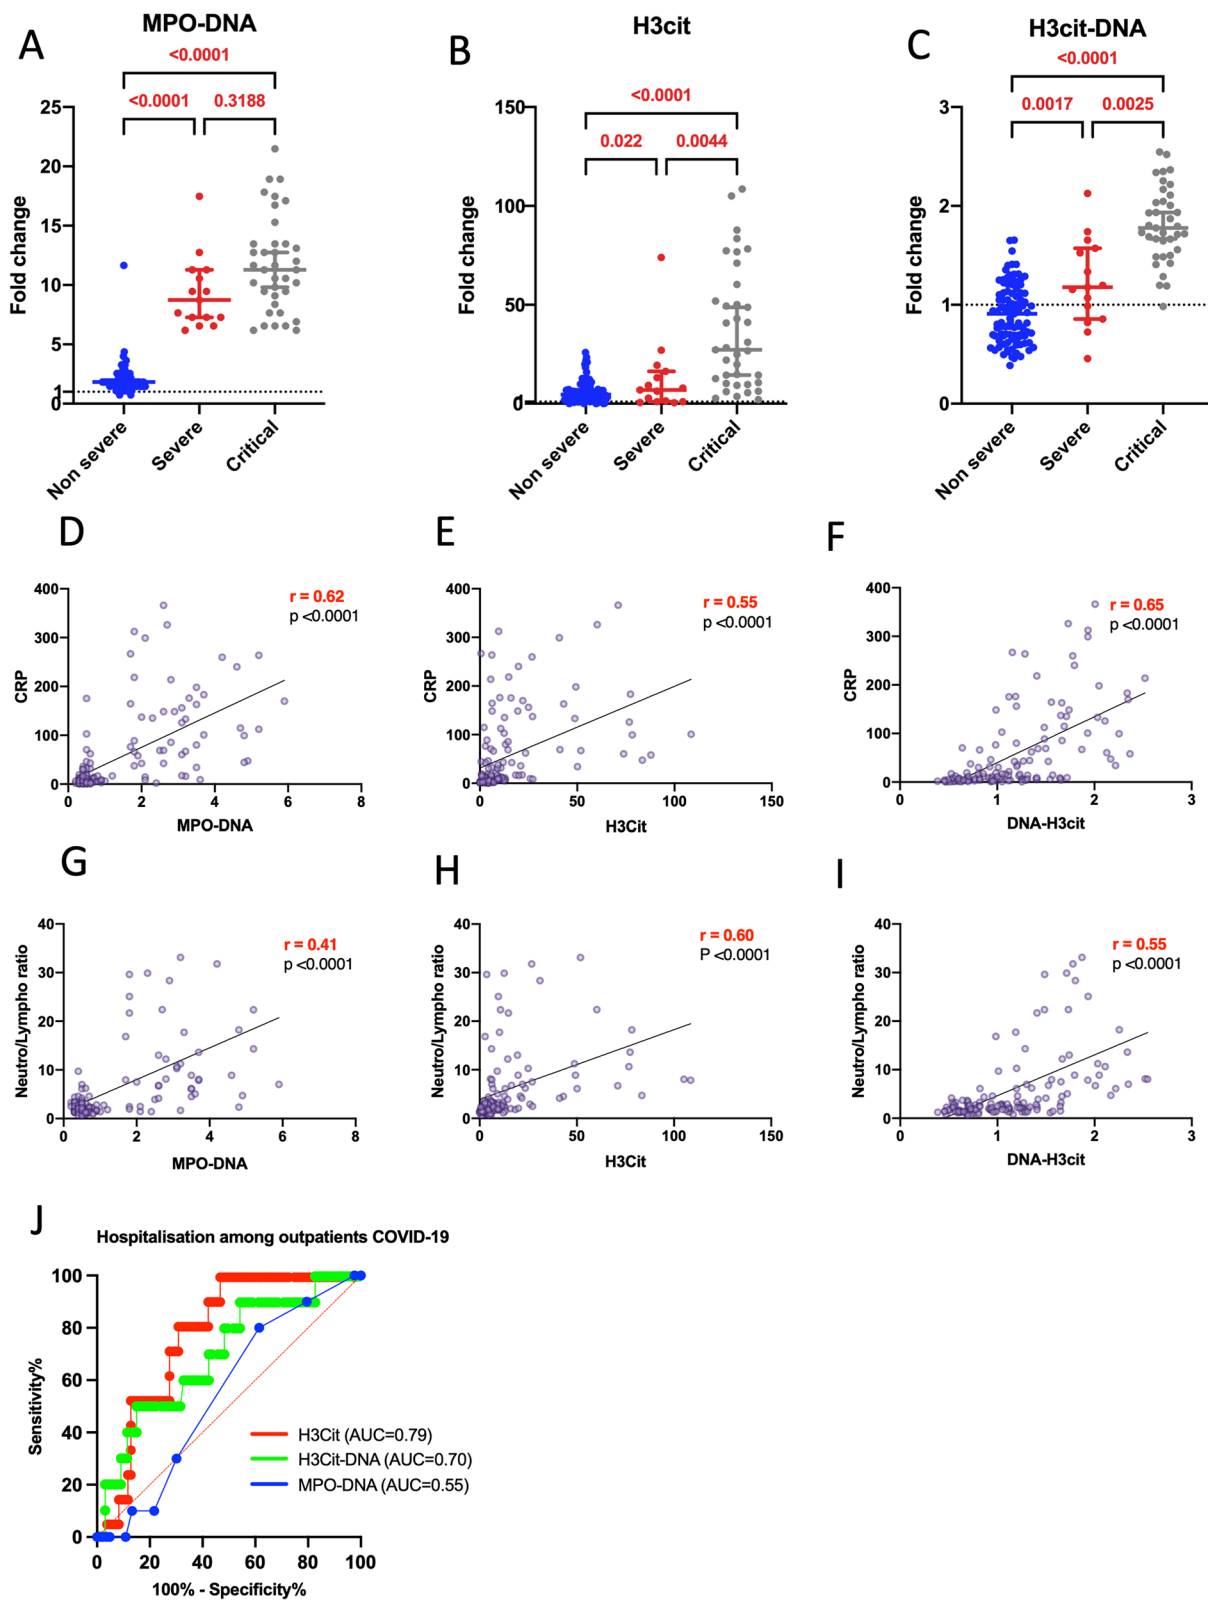 A
MPO-DNA
<0.0001
<0.0001
0.3188
25
20
15
10
5
1
0
Fold change
Non severe
Severe
Critical
B
H3cit
<0.0001
0.022
0.0044
150
100
50
1
0
Fold change
Non severe
Severe
Critical
C
H3cit-DNA
<0.0001
0.0017
0.0025
3
2
1
0
Fold change
Non severe
Severe
Critical
D
r = 0.62
p <0.0001
400
300
200
100
0
CRP
0 2 4 6 8
MPO-DNA
E
r = 0.55
p <0.0001
400
300
200
100
0
CRP
0 50 100 150
H3Cit
F
r = 0.65
p <0.0001
400
300
200
100
0
CRP
0 1 2 3
DNA-H3cit
G
r = 0.41
p <0.0001
40
30
20
10
0
Neutro/Lympho ratio
0 2 4 6 8
MPO-DNA
H
r = 0.60
P <0.0001
40
30
20
10
0
Neutro/Lympho ratio
0 50 100 150
H3Cit
I
r = 0.55
p <0.0001
40
30
20
10
0
Neutro/Lympho ratio
0 1 2 3
DNA-H3cit
J
Hospitalisation among outpatients COVID-19
100
80
60
40
20
0
Sensitivity%
H3Cit (AUC=0.79)
H3Cit-DNA (AUC=0.70)
MPO-DNA (AUC=0.55)
0 20 40 60 80 100
100% - Specificity%